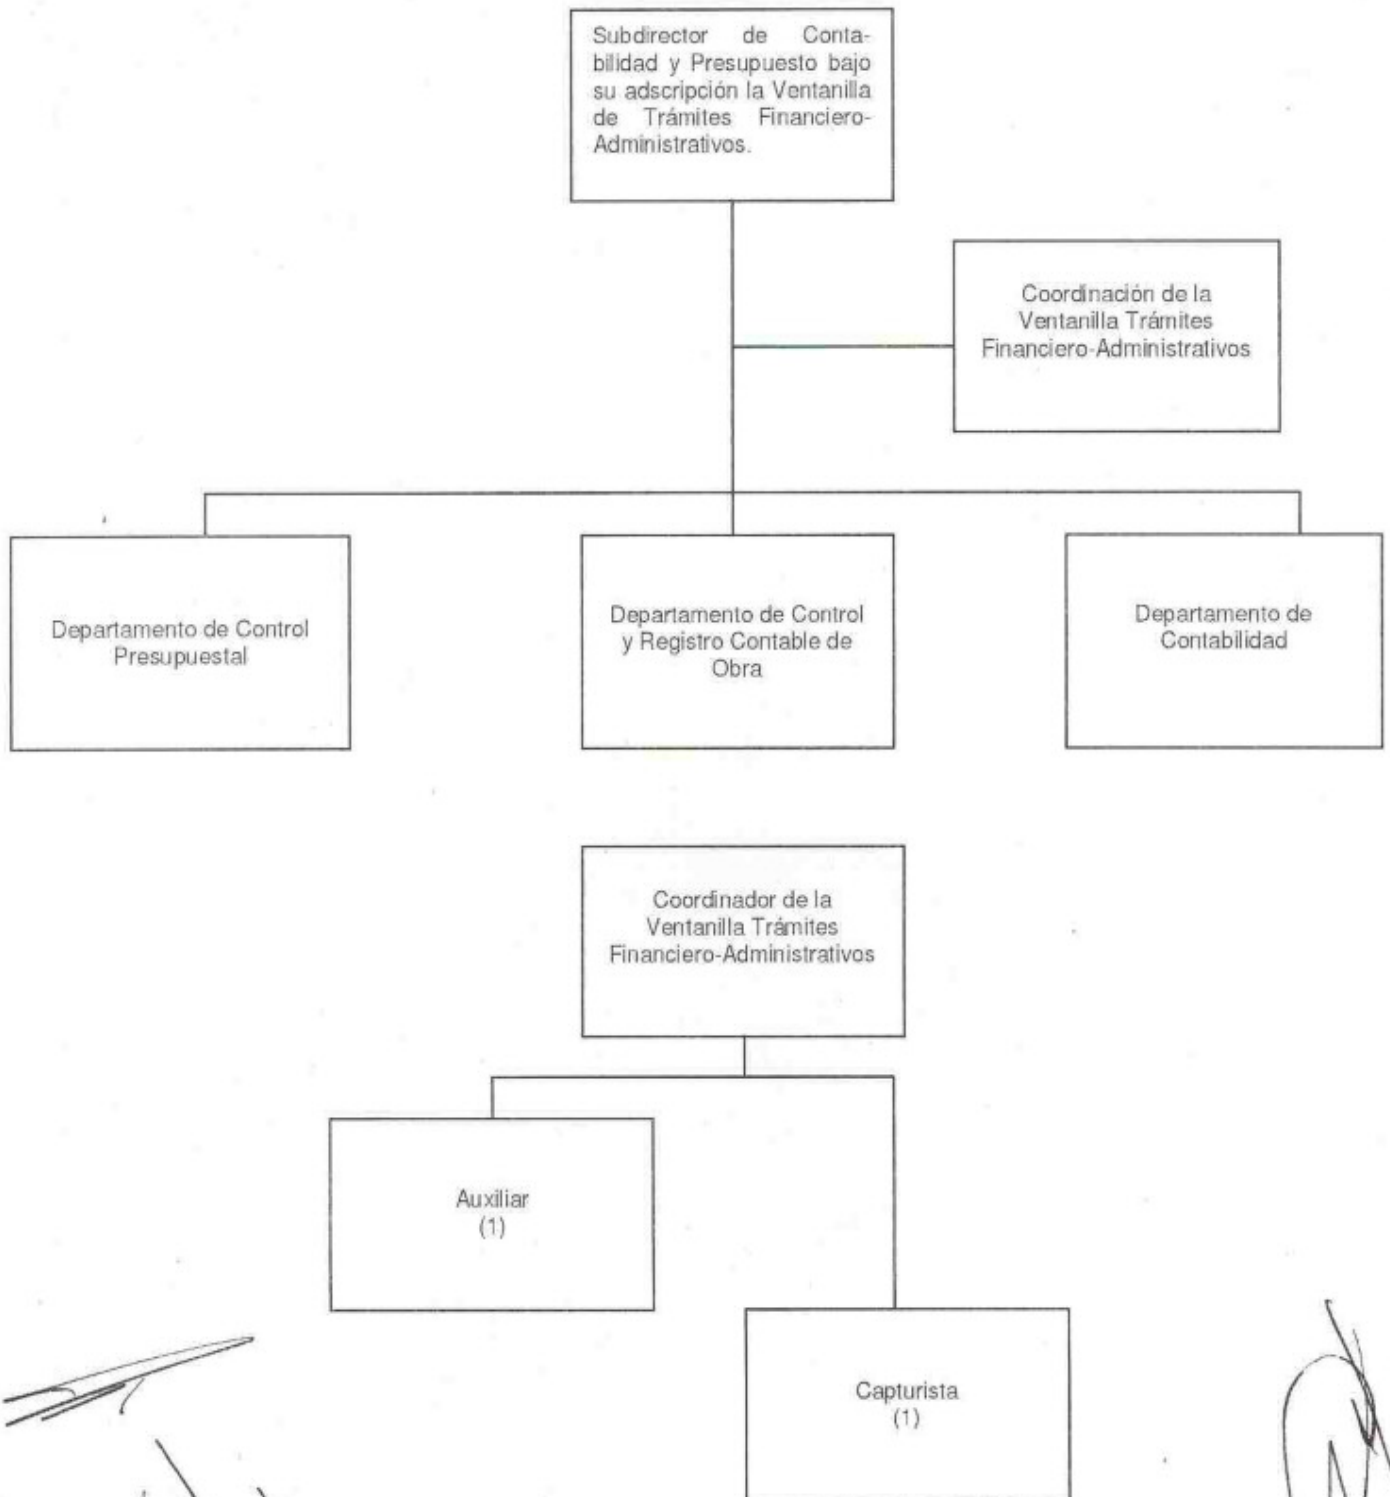 Subdirector de Conta-
bilidad y Presupuesto bajo
su adscripción la Ventanilla
de Trámites Financiero-
Administrativos.
Coordinación de la
Ventanilla Trámites
Financiero-Administrativos
Departamento de Control
Presupuestal
Departamento de Control
y Registro Contable de
Obra
Departamento de
Contabilidad
Coordinador de la
Ventanilla Trámites
Financiero-Administrativos
Auxiliar
(1)
Capturista
(1)